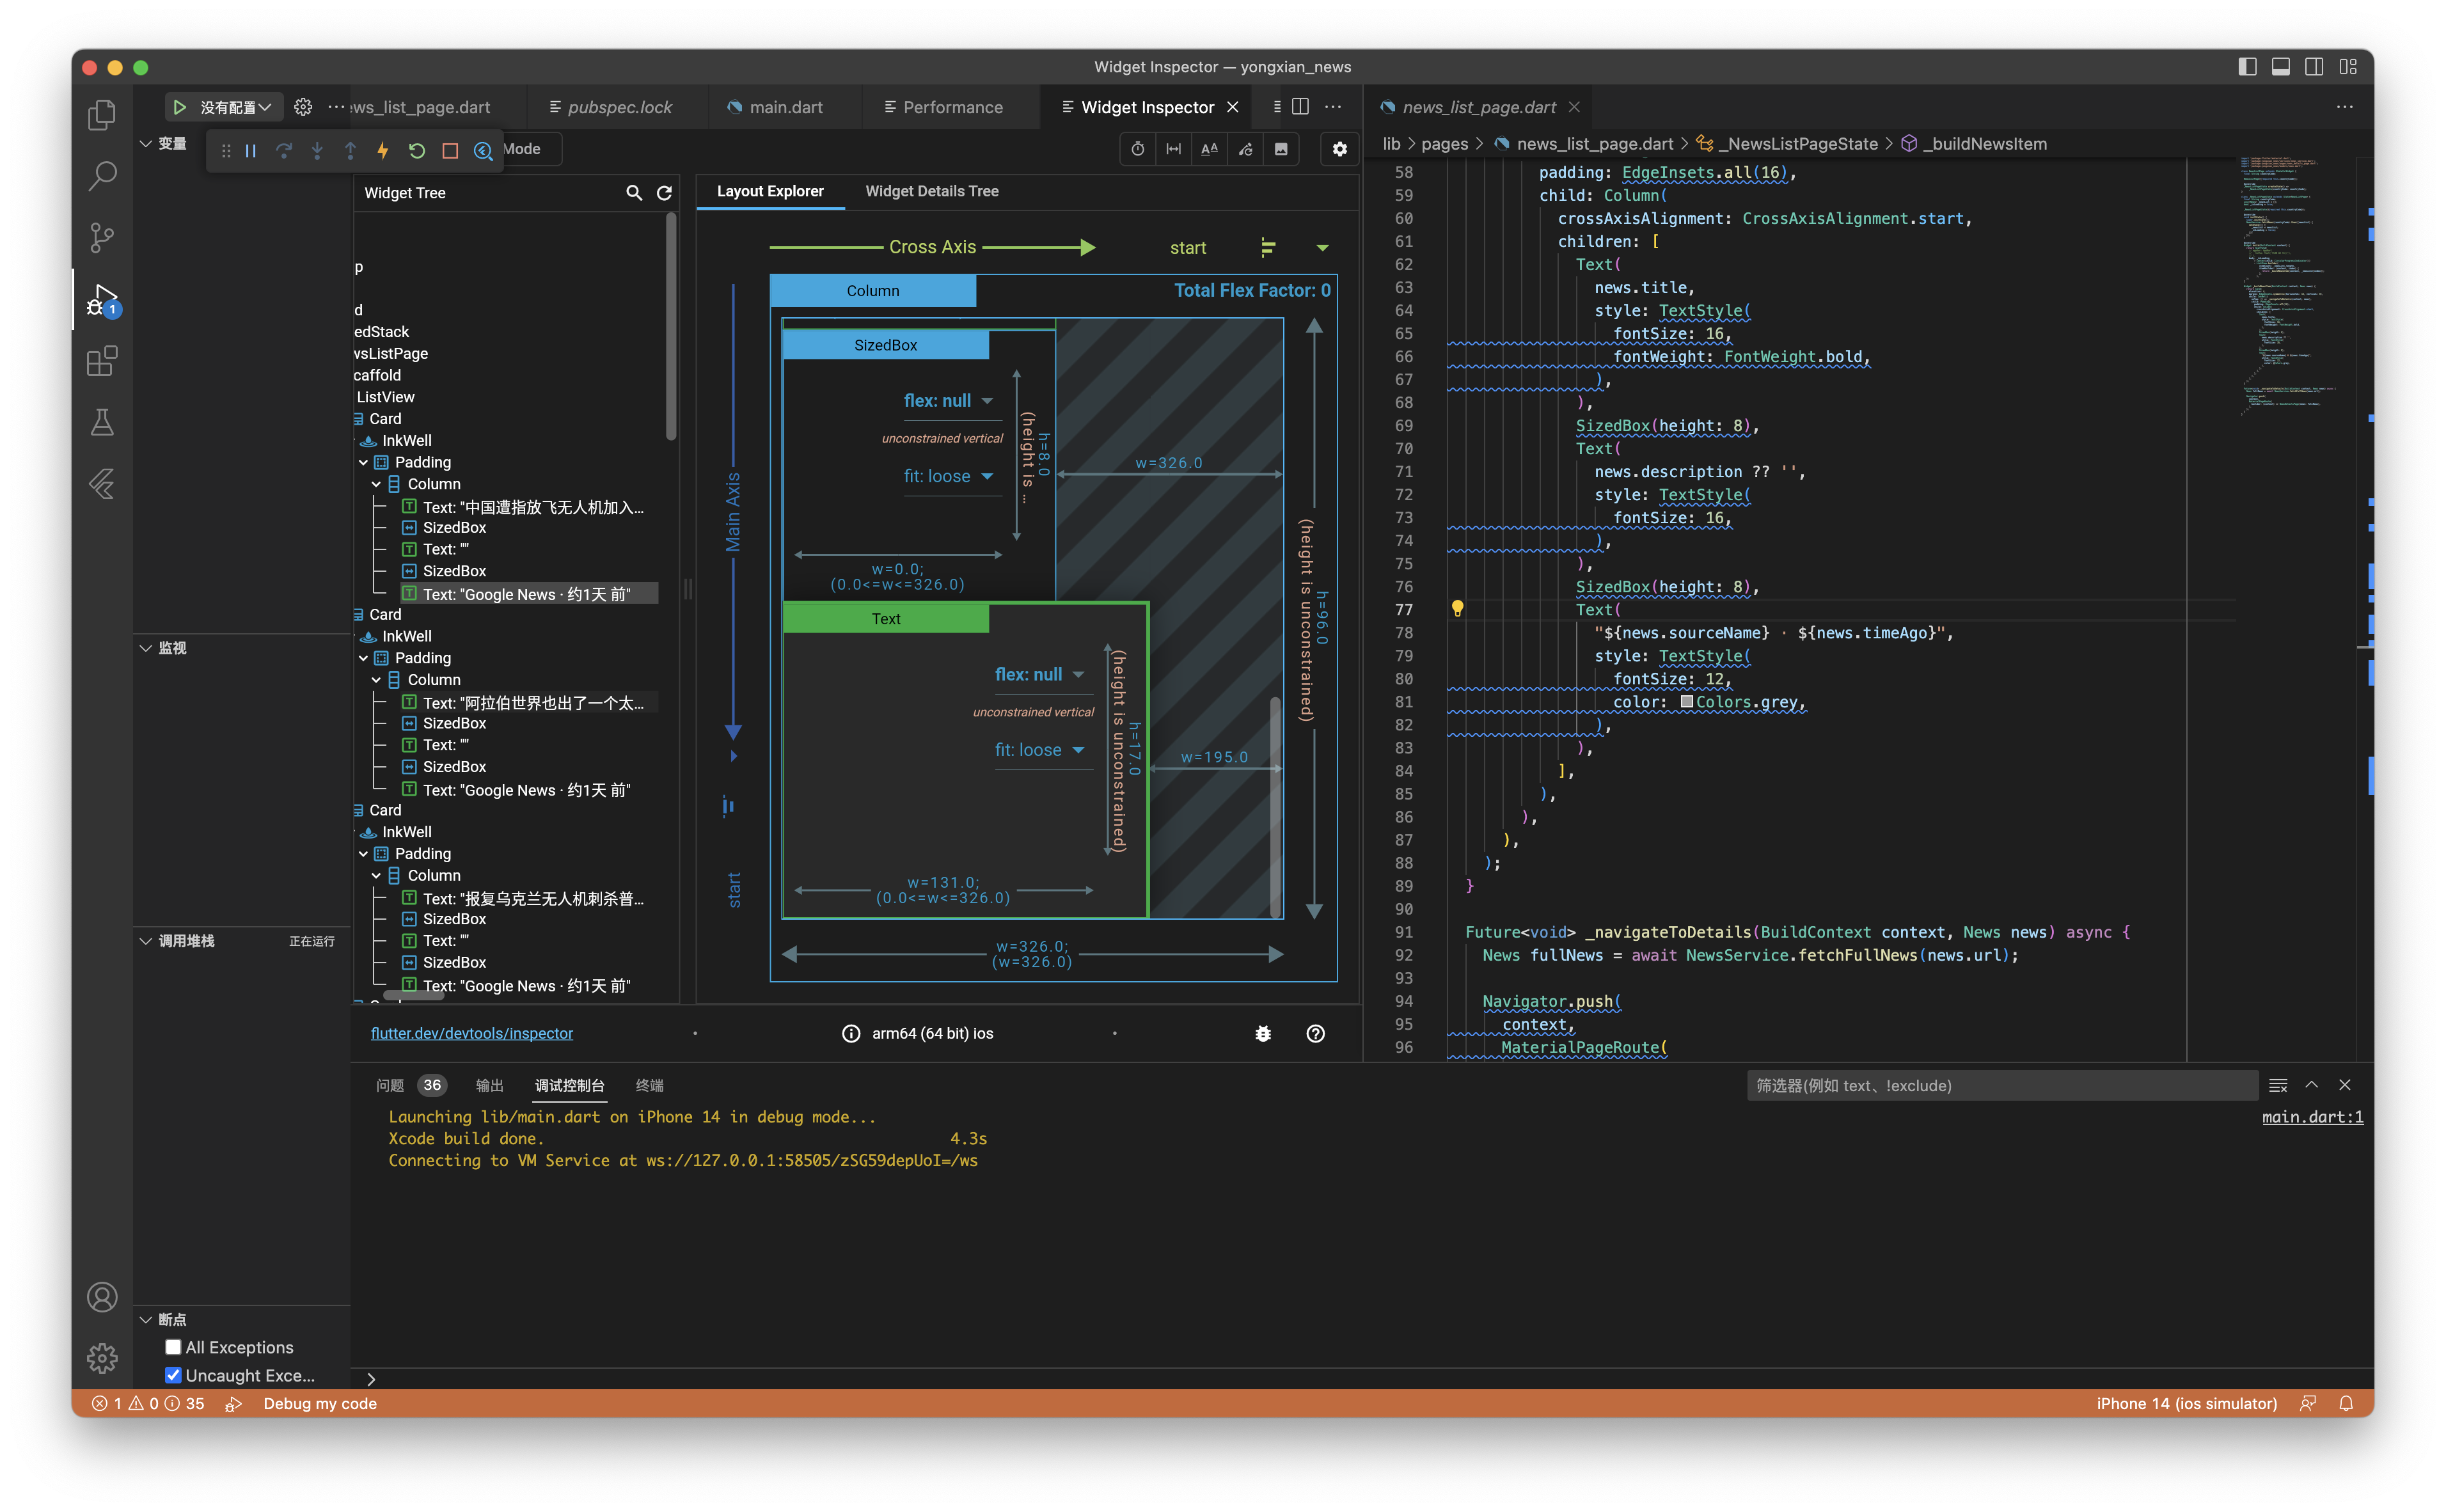 Widget Inspector — yongxian_news
没有配置
ews_list_page.dart
pubspec.lock
main.dart
Performance
Widget Inspector
news_list_page.dart
变量
Mode
lib > pages > news_list_page.dart > _NewsListPageState > _buildNewsItem
Widget Tree
p
d
edStack
wsListPage
caffold
ListView
Card
InkWell
Padding
Column
Text: "中国遭指放飞无人机加入...
SizedBox
Text: ""
SizedBox
Text: "Google News · 约1天 前"
Card
InkWell
Padding
Column
Text: "阿拉伯世界也出了一个太...
SizedBox
Text: ""
SizedBox
Text: "Google News · 约1天 前"
Card
InkWell
Padding
Column
Text: "报复乌克兰无人机刺杀普...
SizedBox
Text: ""
SizedBox
Text: "Google News · 约1天 前"
Layout Explorer
Widget Details Tree
Cross Axis
start
Column
Total Flex Factor: 0
SizedBox
flex: null
unconstrained vertical
fit: loose
h=8.0
(height is ...
w=326.0
w=0.0;
(0.0<=w<=326.0)
Main Axis
start
Text
flex: null
unconstrained vertical
fit: loose
h=17.0
(height is unconstrained)
w=195.0
w=131.0;
(0.0<=w<=326.0)
h=96.0
(height is unconstrained)
w=326.0;
(w=326.0)
flutter.dev/devtools/inspector
arm64 (64 bit) ios
58 padding: EdgeInsets.all(16),
59 child: Column(
60 crossAxisAlignment: CrossAxisAlignment.start,
61 children: [
62 Text(
63 news.title,
64 style: TextStyle(
65 fontSize: 16,
66 fontWeight: FontWeight.bold,
67 ),
68 ),
69 SizedBox(height: 8),
70 Text(
71 news.description ?? '',
72 style: TextStyle(
73 fontSize: 16,
74 ),
75 ),
76 SizedBox(height: 8),
77 Text(
78 "${news.sourceName} · ${news.timeAgo}",
79 style: TextStyle(
80 fontSize: 12,
81 color: Colors.grey,
82 ),
83 ),
84 ],
85 ),
86 ),
87 ),
88 );
89 }
90
91 Future<void> _navigateToDetails(BuildContext context, News news) async {
92 News fullNews = await NewsService.fetchFullNews(news.url);
93
94 Navigator.push(
95 context,
96 MaterialPageRoute(
监视
调用堆栈
正在运行
断点
All Exceptions
Uncaught Exce...
1
问题 36
输出
调试控制台
终端
筛选器(例如 text、!exclude)
Launching lib/main.dart on iPhone 14 in debug mode...
main.dart:1
Xcode build done. 4.3s
Connecting to VM Service at ws://127.0.0.1:58505/zSG59depUoI=/ws
1 0 35
Debug my code
iPhone 14 (ios simulator)